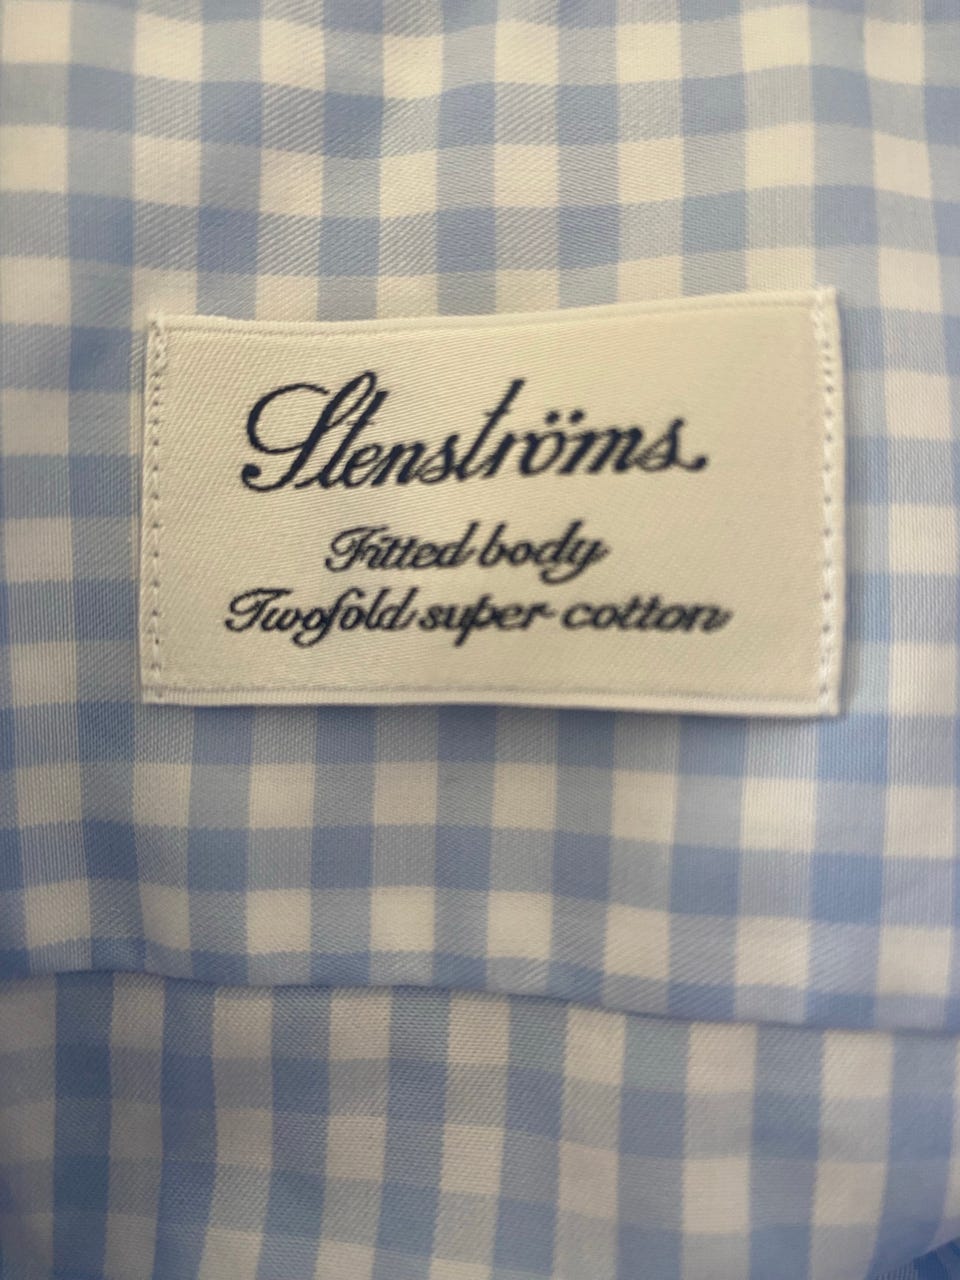 Stenströms
Fitted body
Twofold super cotton